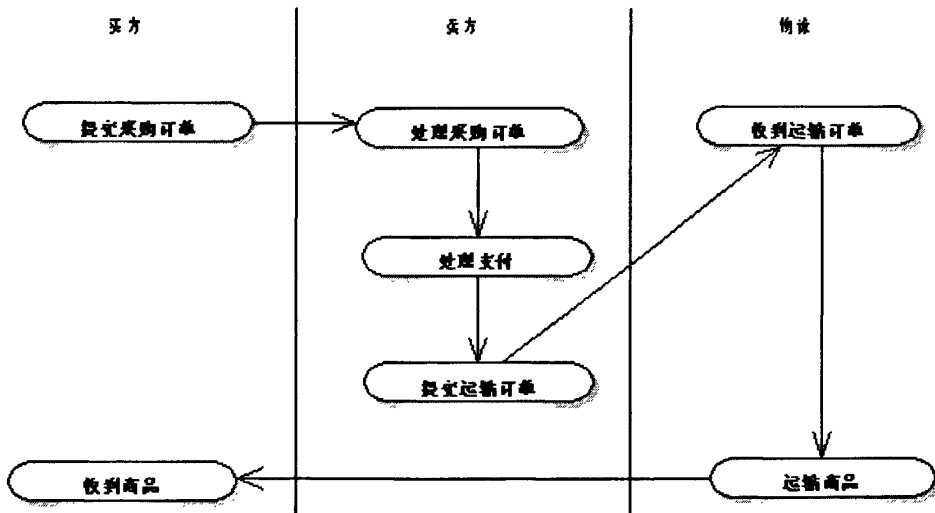 买方
卖方
物流
提交采购订单
处理采购订单
收到运输订单
处理支付
提交运输订单
收到商品
运输商品